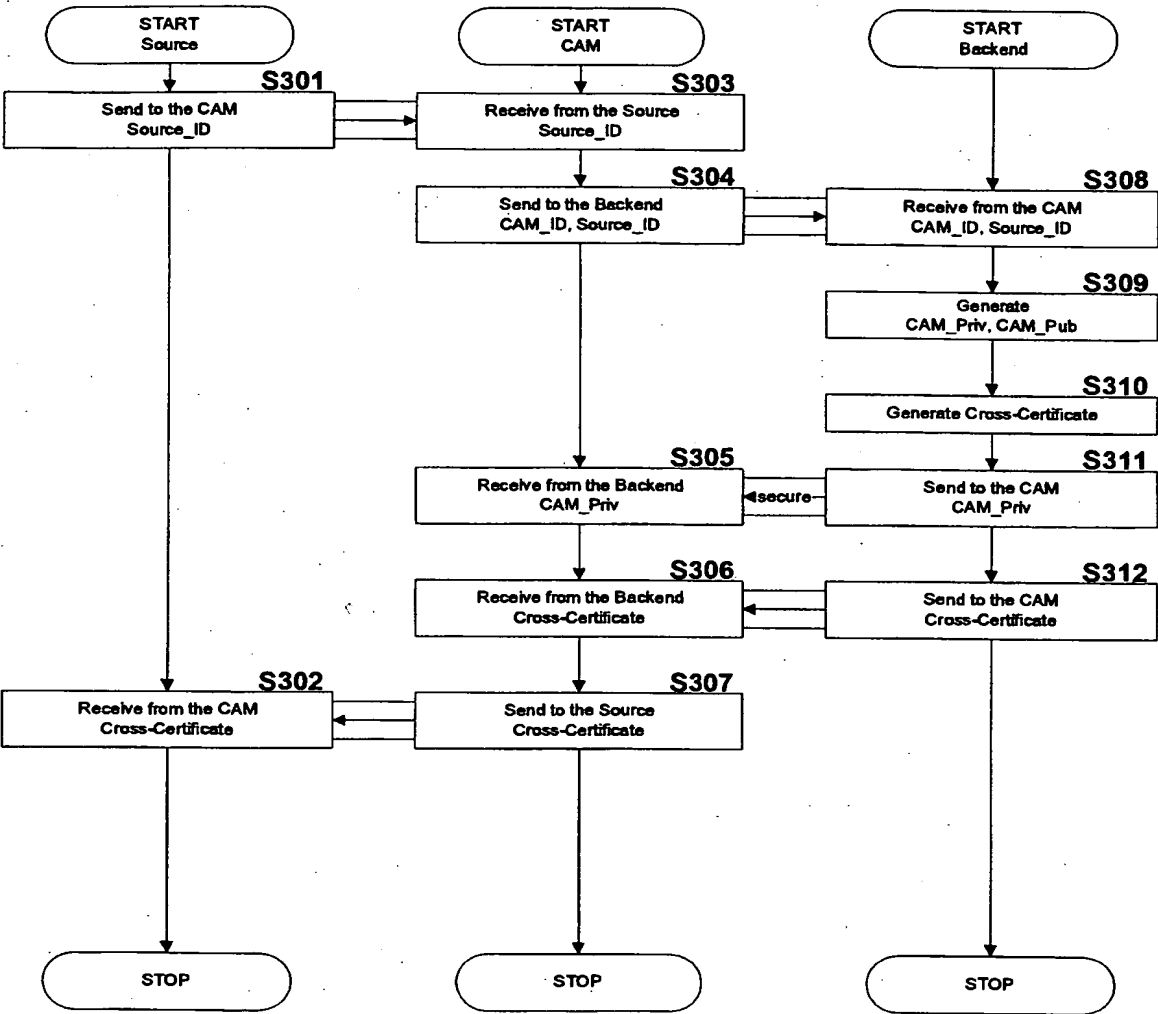 START
Source
START
CAM
START
Backend
S301
Send to the CAM
Source_ID
S303
Receive from the Source
Source_ID
S304
Send to the Backend
CAM_ID, Source_ID
S308
Receive from the CAM
CAM_ID, Source_ID
S309
Generate
CAM_Priv, CAM_Pub
S310
Generate Cross-Certificate
S305
Receive from the Backend
CAM_Priv
secure
S311
Send to the CAM
CAM_Priv
S306
Receive from the Backend
Cross-Certificate
S312
Send to the CAM
Cross-Certificate
S302
Receive from the CAM
Cross-Certificate
S307
Send to the Source
Cross-Certificate
STOP
STOP
STOP